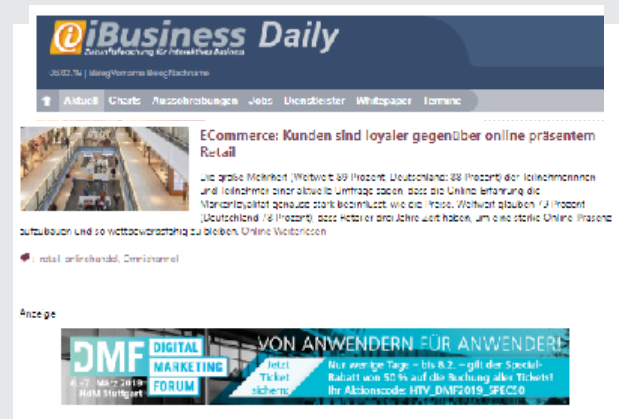 iBusiness Daily
Zukunftsforschung für interaktives Business
Aktuell Charts Ausschreibungen Jobs Dienstleister Whitepaper Termine
ECommerce: Kunden sind loyaler gegenüber online präsentem
Retail
Die große Mehrheit (Weltweit: 89 Prozent, Deutschland: 88 Prozent) der Teilnehmerinnen
und Teilnehmer einer aktuelle Umfrage sagen, dass die Online-Erfahrung die
Markenloyalität genauso stark beeinflusst wie die Preise. Weltweit glauben 79 Prozent
(Deutschland 78 Prozent), dass Retailer drei Jahre Zeit haben, um eine starke Online-Präsenz
aufzubauen und so wettbewerbsfähig zu bleiben. Online Weiterlesen
: retail, onlinehandel, Omnichannel
Anzeige
DMF DIGITAL MARKETING FORUM
VON ANWENDERN FÜR ANWENDER!
6.-7. März 2019
HdM Stuttgart
Jetzt
Ticket
sichern:
Nur wenige Tage – bis 8.2. – gilt der Special-
Rabatt von 50 % auf die Buchung aller Tickets!
Ihr Aktionscode: HTV_DMF2019_SPEC50